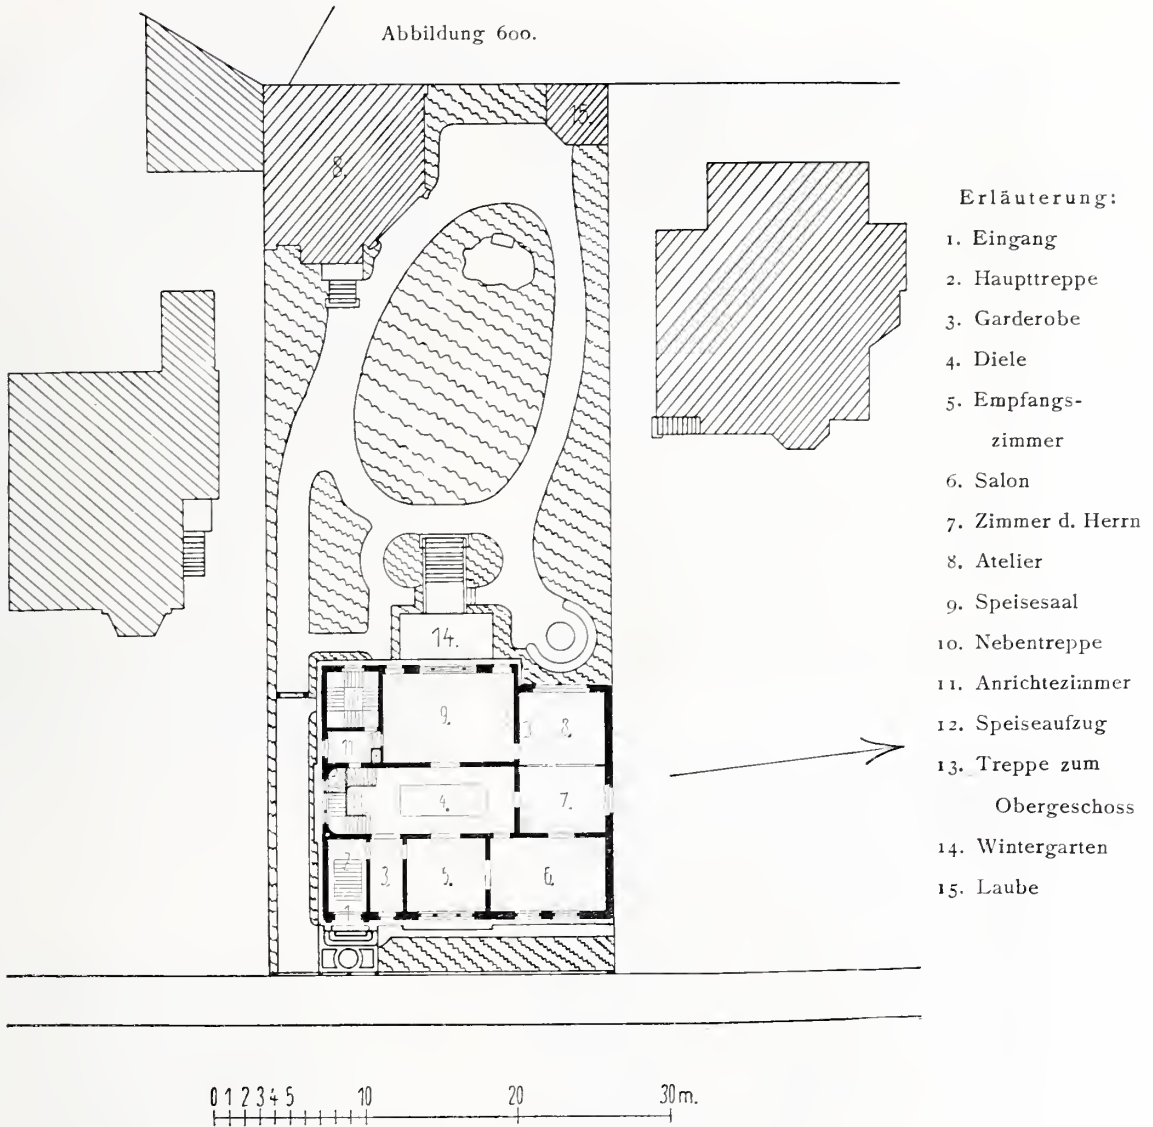 Abbildung 600.
15.
8.
Erläuterung:
1. Eingang
2. Haupttreppe
3. Garderobe
4. Diele
5. Empfangs-
zimmer
6. Salon
7. Zimmer d. Herrn
8. Atelier
9. Speisesaal
10. Nebentreppe
11. Anrichtezimmer
12. Speiseaufzug
13. Treppe zum
Obergeschoss
14. Wintergarten
15. Laube
14.
9.
8.
11
4.
7.
2
3.
5.
6.
1
0 1 2 3 4 5 10 20 30 m.